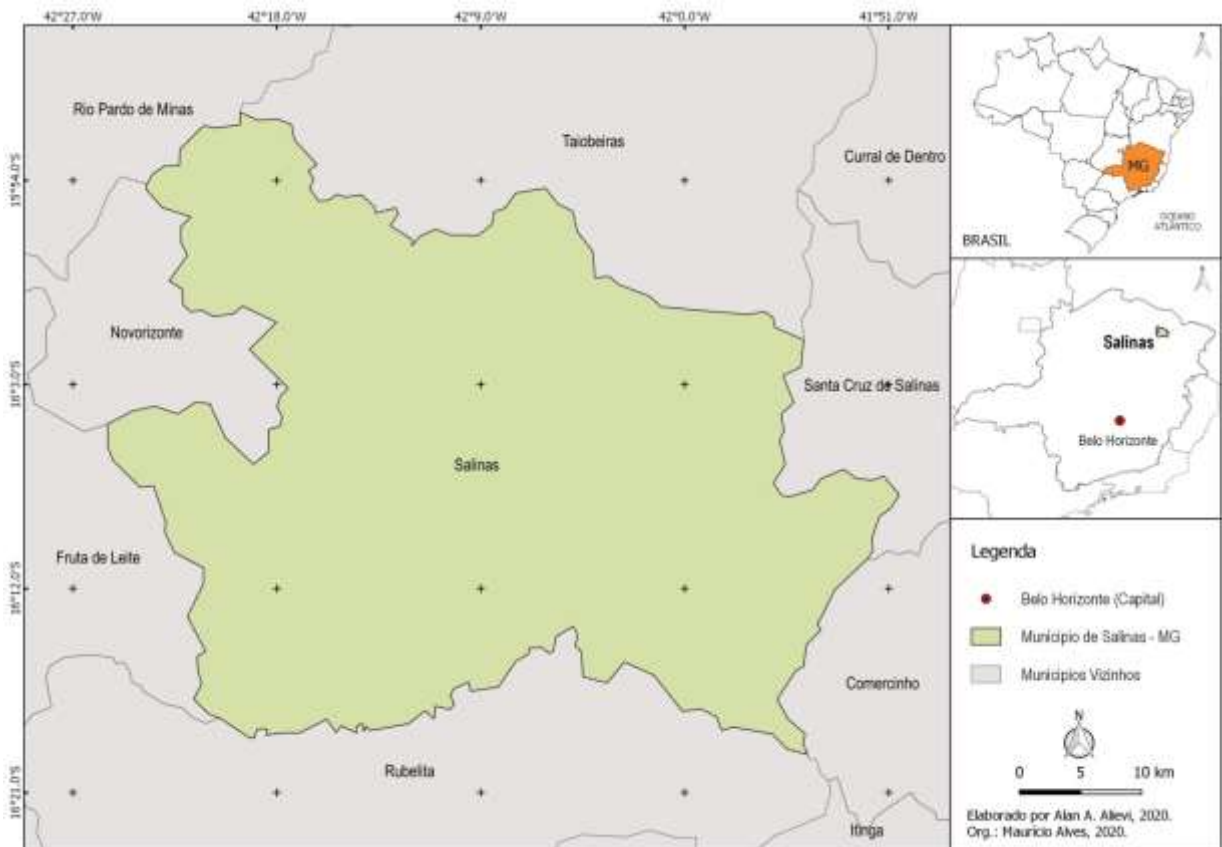 42°27.0'W 42°18.0'W 42°9.0'W 42°0.0'W 41°51.0'W
15°54.0'S
16°3.0'S
16°12.0'S
16°21.0'S
Rio Pardo de Minas
Taiobeiras
Curral de Dentro
Novorizonte
Santa Cruz de Salinas
Salinas
Fruta de Leite
Comercinho
Rubelita
Itinga
MG
OCEANO
ATLÂNTICO
BRASIL
Salinas
Belo Horizonte
Legenda
Belo Horizonte (Capital)
Município de Salinas - MG
Municípios Vizinhos
N
0 5 10 km
Elaborado por Alan A. Alievi, 2020.
Org.: Maurício Alves, 2020.